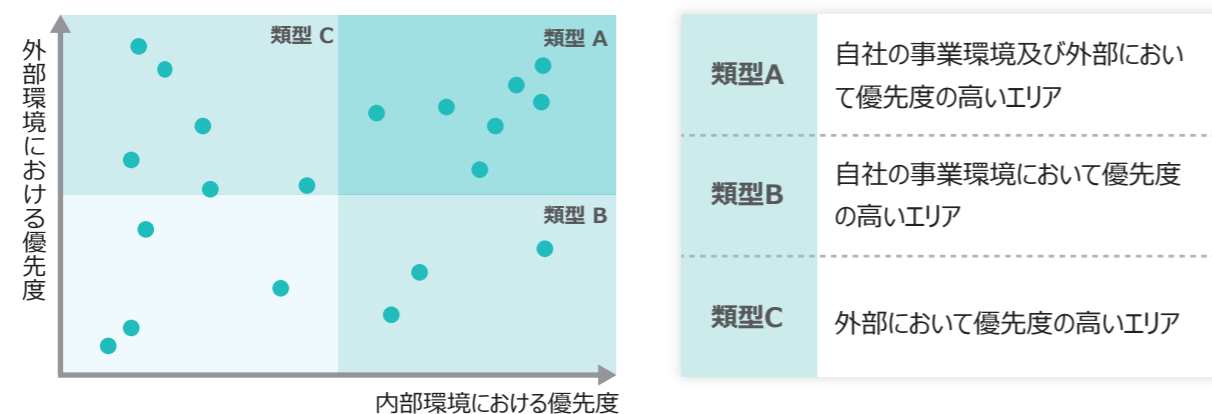 外部環境における優先度
類型 C
類型 A
類型 B
内部環境における優先度
類型A
自社の事業環境及び外部におい
て優先度の高いエリア
類型B
自社の事業環境において優先度
の高いエリア
類型C
外部において優先度の高いエリア